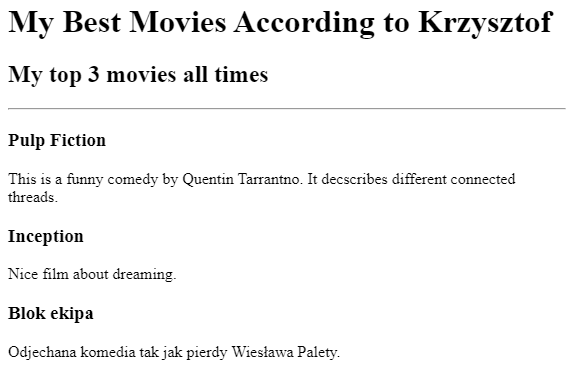 My Best Movies According to Krzysztof
My top 3 movies all times
Pulp Fiction
This is a funny comedy by Quentin Tarrantno. It decscribes different connected
threads.
Inception
Nice film about dreaming.
Blok ekipa
Odjechana komedia tak jak pierdy Wiesława Palety.